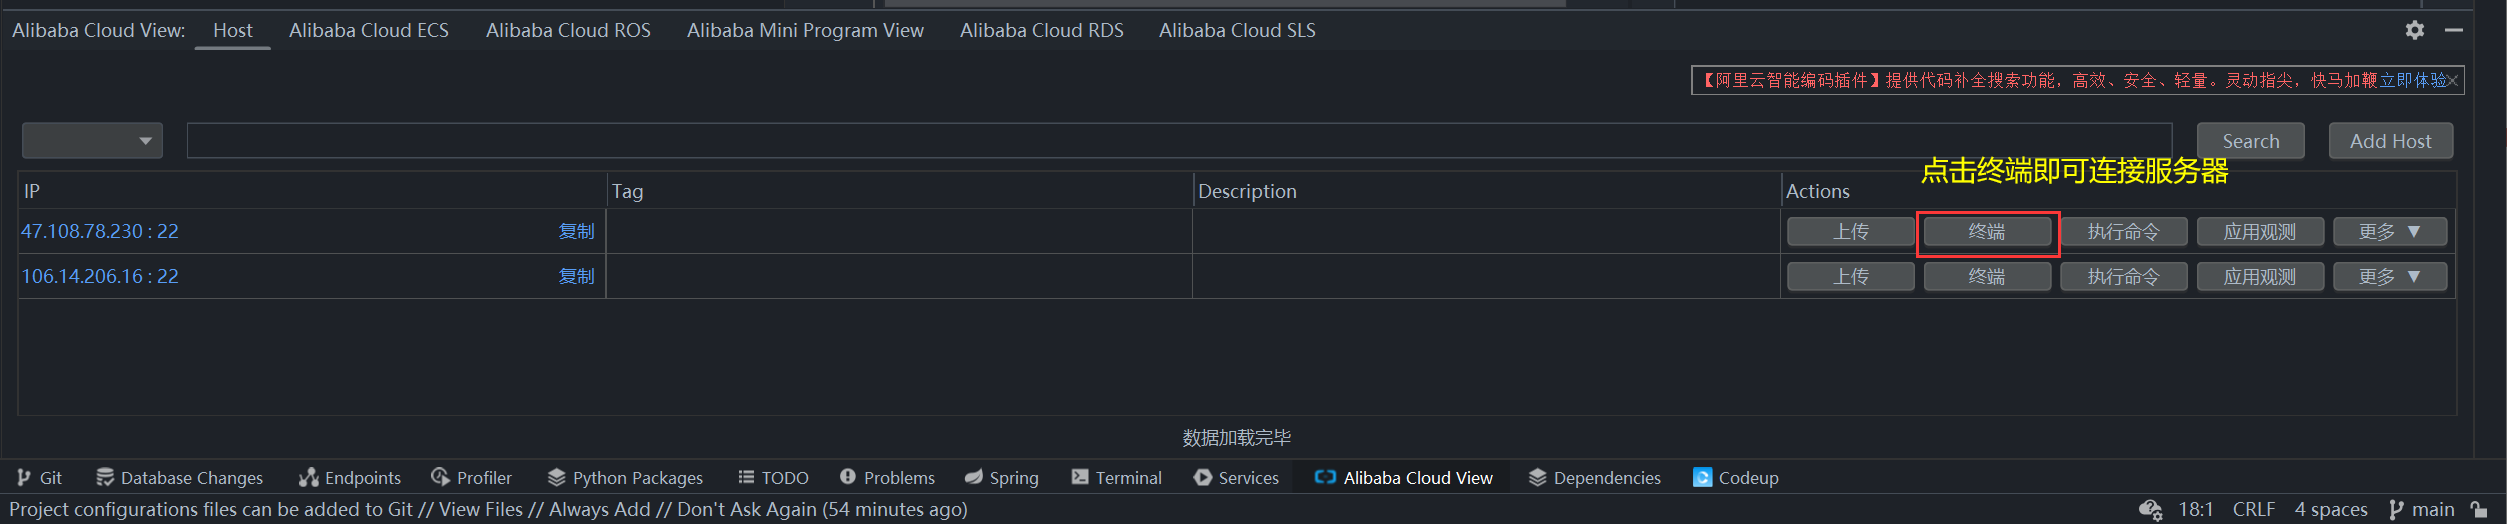 Alibaba Cloud View: Host Alibaba Cloud ECS Alibaba Cloud ROS Alibaba Mini Program View Alibaba Cloud RDS Alibaba Cloud SLS
【阿里云智能编码插件】提供代码补全搜索功能，高效、安全、轻量。灵动指尖，快马加鞭立即体验
Search Add Host
点击终端即可连接服务器
IP Tag Description Actions
47.108.78.230 : 22 复制 上传 终端 执行命令 应用观测 更多 ▼
106.14.206.16 : 22 复制 上传 终端 执行命令 应用观测 更多 ▼
数据加载完毕
Git Database Changes Endpoints Profiler Python Packages TODO Problems Spring Terminal Services Alibaba Cloud View Dependencies Codeup
Project configurations files can be added to Git // View Files // Always Add // Don't Ask Again (54 minutes ago) 18:1 CRLF 4 spaces main